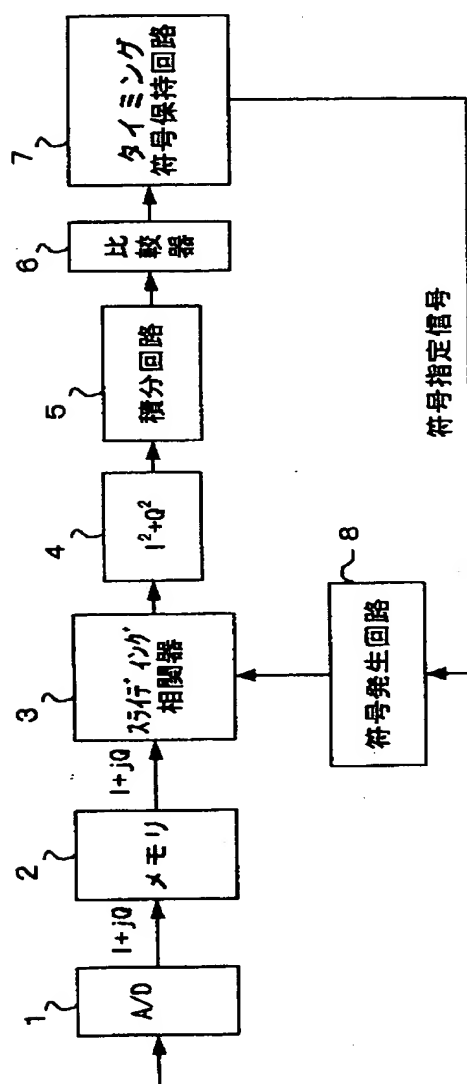 1
A/D
I+jQ
2
メモリ
I+jQ
3
スライディング
相関器
4
I²+Q²
5
積分回路
6
比較器
7
タイミング
符号保持回路
8
符号発生回路
符号指定信号